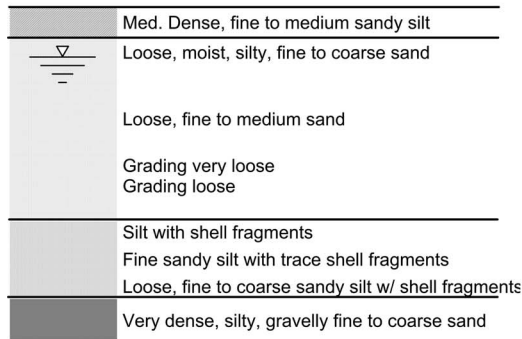 Med. Dense, fine to medium sandy silt
Loose, moist, silty, fine to coarse sand
Loose, fine to medium sand
Grading very loose
Grading loose
Silt with shell fragments
Fine sandy silt with trace shell fragments
Loose, fine to coarse sandy silt w/ shell fragments
Very dense, silty, gravelly fine to coarse sand